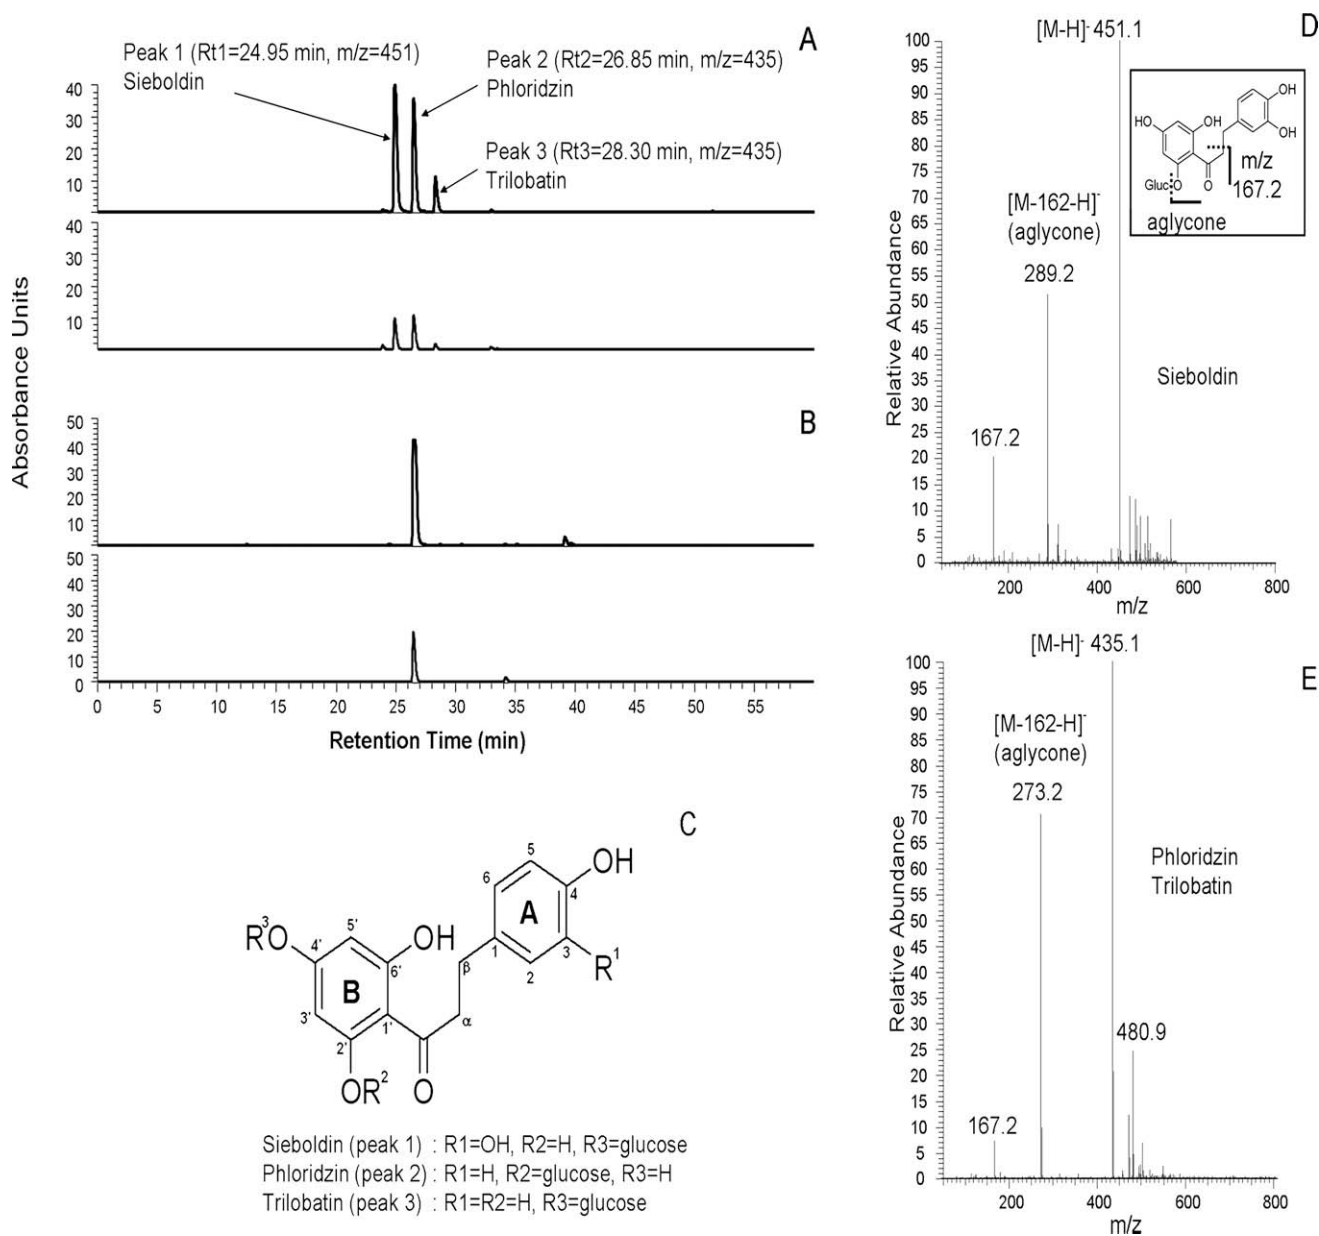 A
Peak 1 (Rt1=24.95 min, m/z=451)
Sieboldin
Peak 2 (Rt2=26.85 min, m/z=435)
Phloridzin
Peak 3 (Rt3=28.30 min, m/z=435)
Trilobatin
40
30
20
10
40
30
20
10
Absorbance Units
B
50
40
30
20
10
50
40
30
20
10
0
0 5 10 15 20 25 30 35 40 45 50 55
Retention Time (min)
C
R³O
4'
5'
OH
6'
B
3'
2'
1'
OR²
O
α
β
A
1
2
3
4
5
6
OH
R¹
Sieboldin (peak 1) : R1=OH, R2=H, R3=glucose
Phloridzin (peak 2) : R1=H, R2=glucose, R3=H
Trilobatin (peak 3) : R1=R2=H, R3=glucose
D
[M-H]⁻ 451.1
100
95
90
85
80
75
70
65
60
55
50
45
40
35
30
25
20
15
10
5
0
Relative Abundance
[M-162-H]⁻
(aglycone)
289.2
167.2
OH
OH
HO
OH
m/z
167.2
Gluc
O
O
aglycone
Sieboldin
200 400 600 800
m/z
E
[M-H]⁻ 435.1
100
95
90
85
80
75
70
65
60
55
50
45
40
35
30
25
20
15
10
5
0
Relative Abundance
[M-162-H]⁻
(aglycone)
273.2
Phloridzin
Trilobatin
480.9
167.2
200 400 600 800
m/z